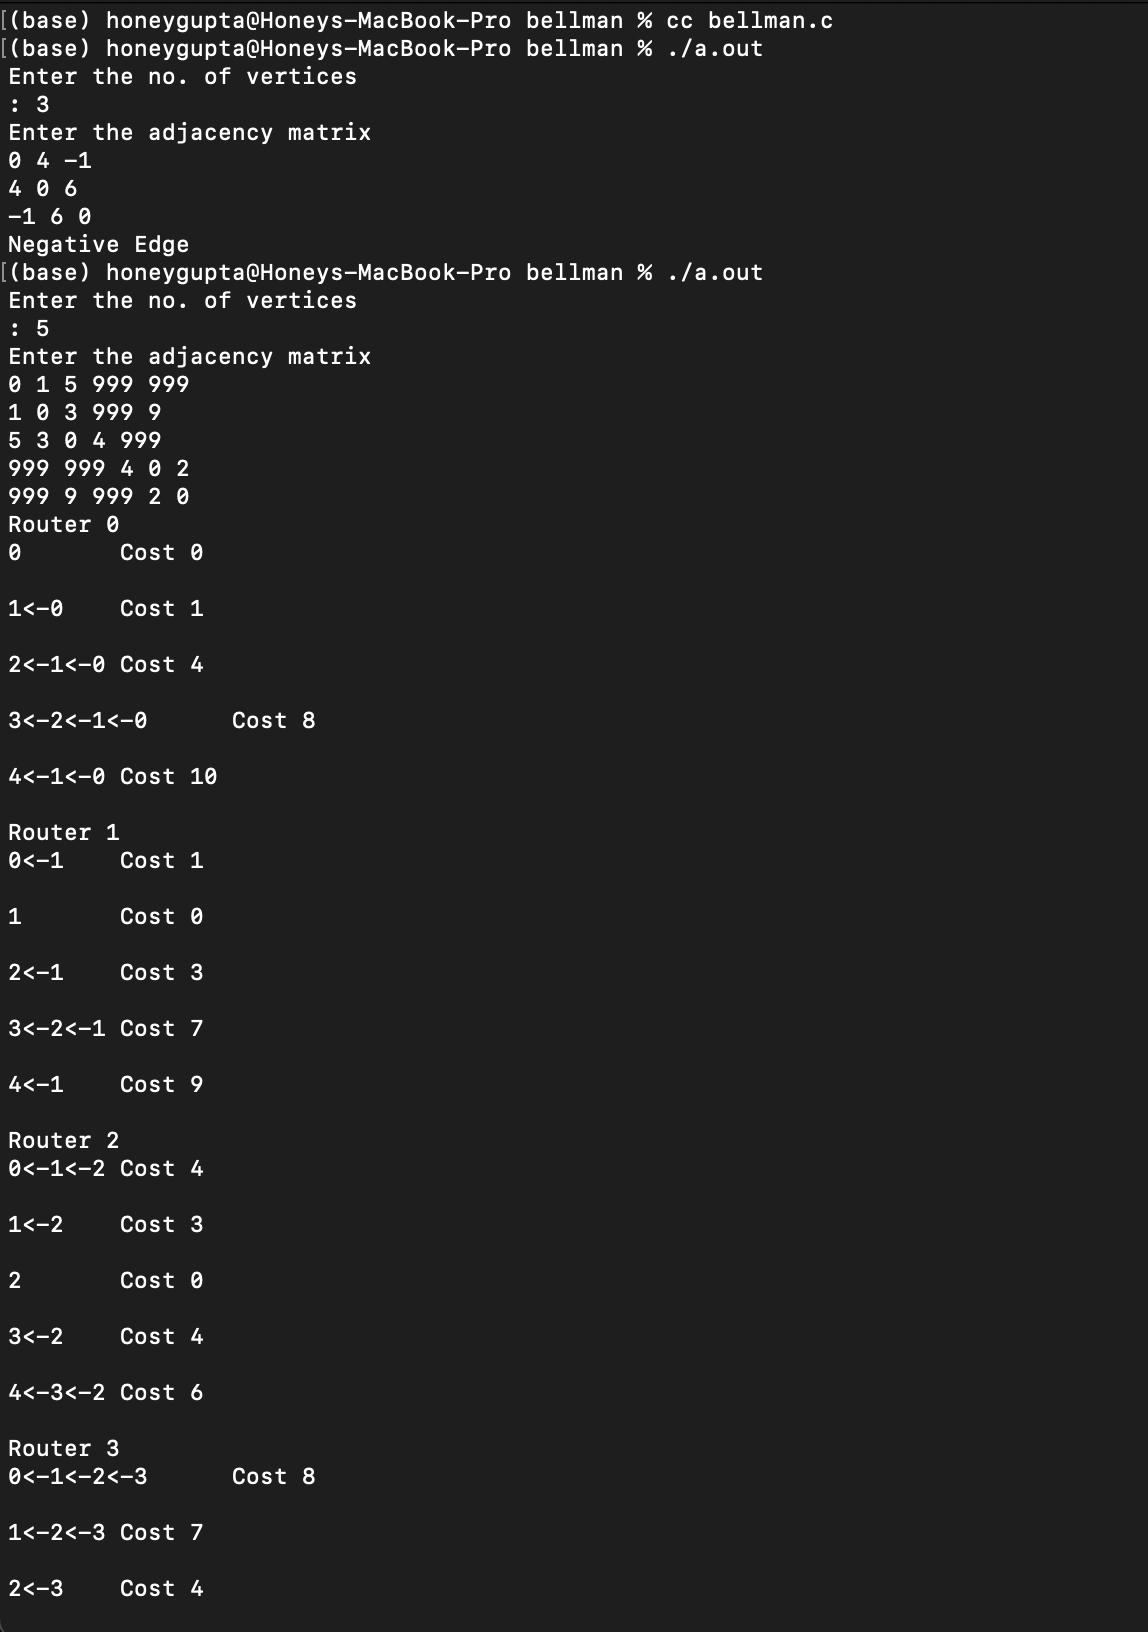 [(base) honeygupta@Honeys-MacBook-Pro bellman % cc bellman.c
[(base) honeygupta@Honeys-MacBook-Pro bellman % ./a.out
Enter the no. of vertices
: 3
Enter the adjacency matrix
0 4 -1
4 0 6
-1 6 0
Negative Edge
[(base) honeygupta@Honeys-MacBook-Pro bellman % ./a.out
Enter the no. of vertices
: 5
Enter the adjacency matrix
0 1 5 999 999
1 0 3 999 9
5 3 0 4 999
999 999 4 0 2
999 9 999 2 0
Router 0
0       Cost 0
1<-0    Cost 1
2<-1<-0 Cost 4
3<-2<-1<-0      Cost 8
4<-1<-0 Cost 10
Router 1
0<-1    Cost 1
1       Cost 0
2<-1    Cost 3
3<-2<-1 Cost 7
4<-1    Cost 9
Router 2
0<-1<-2 Cost 4
1<-2    Cost 3
2       Cost 0
3<-2    Cost 4
4<-3<-2 Cost 6
Router 3
0<-1<-2<-3      Cost 8
1<-2<-3 Cost 7
2<-3    Cost 4